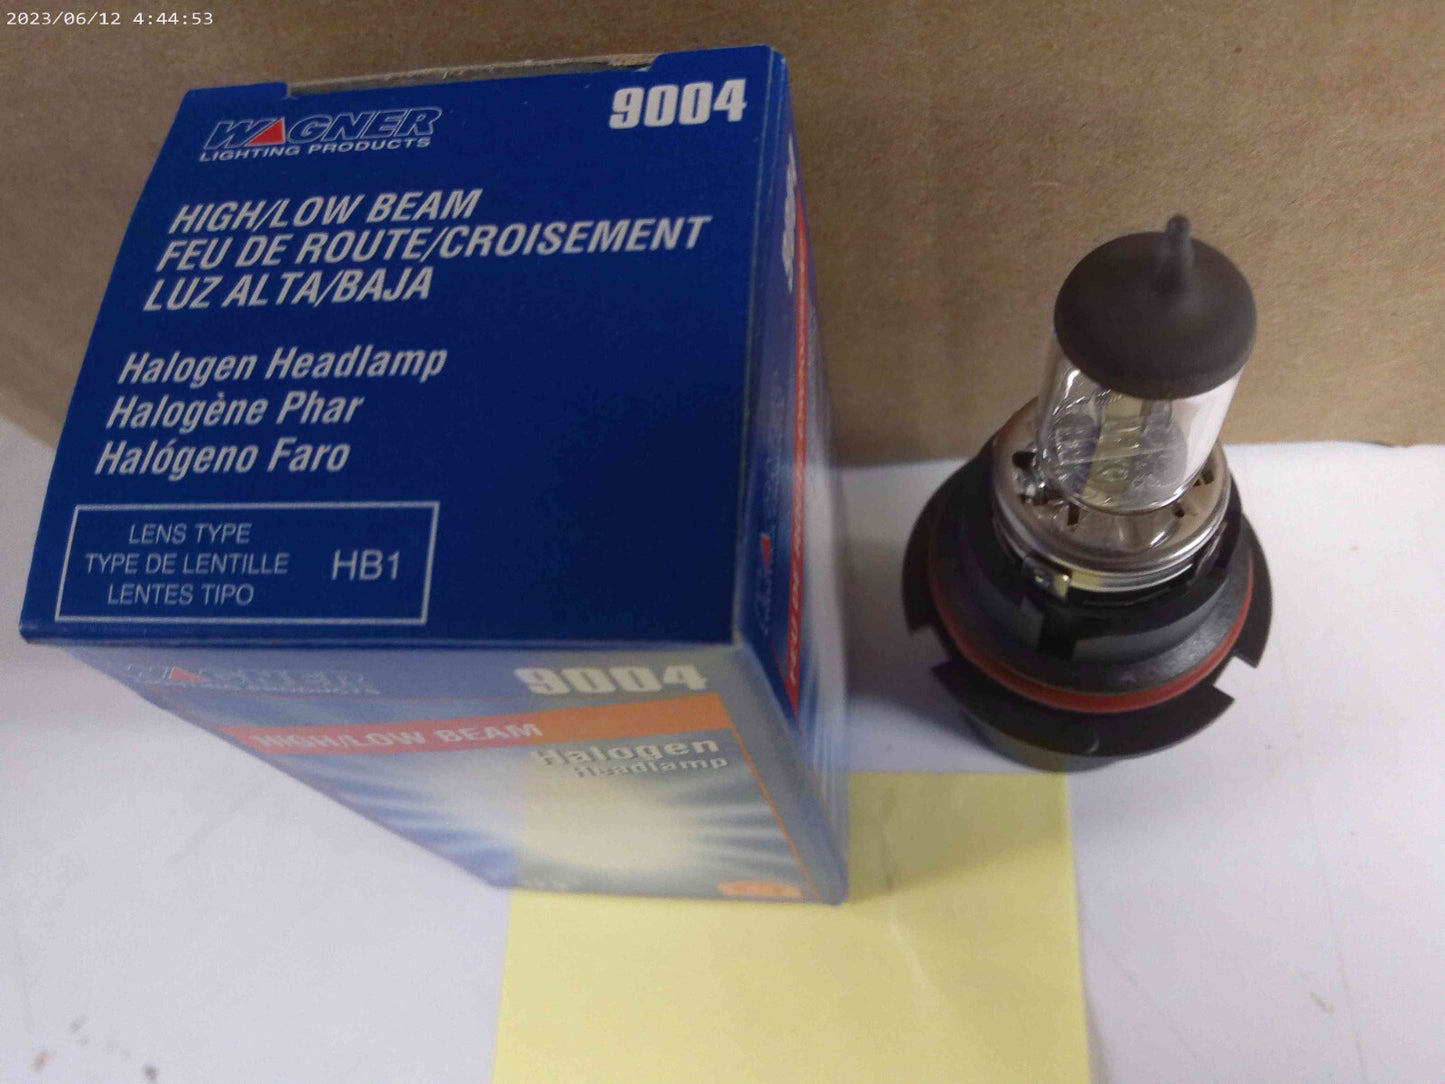 2023/06/12 4:44:53
WAGNER
LIGHTING PRODUCTS
9004
HIGH/LOW BEAM
FEU DE ROUTE/CROISEMENT
LUZ ALTA/BAJA
Halogen Headlamp
Halogène Phar
Halógeno Faro
LENS TYPE
TYPE DE LENTILLE
LENTES TIPO
HB1
WAGNER
LIGHTING PRODUCTS
9004
HIGH/LOW BEAM
Halogen
Headlamp